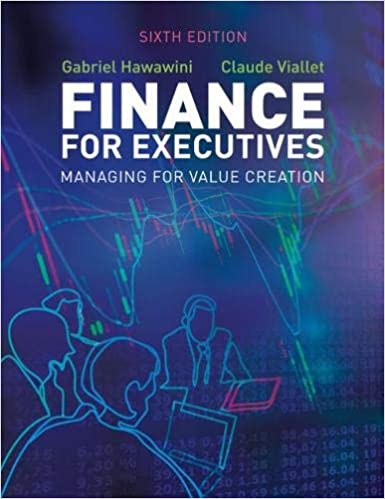 SIXTH EDITION
Gabriel Hawawini Claude Viallet
FINANCE
FOR EXECUTIVES
MANAGING FOR VALUE CREATION